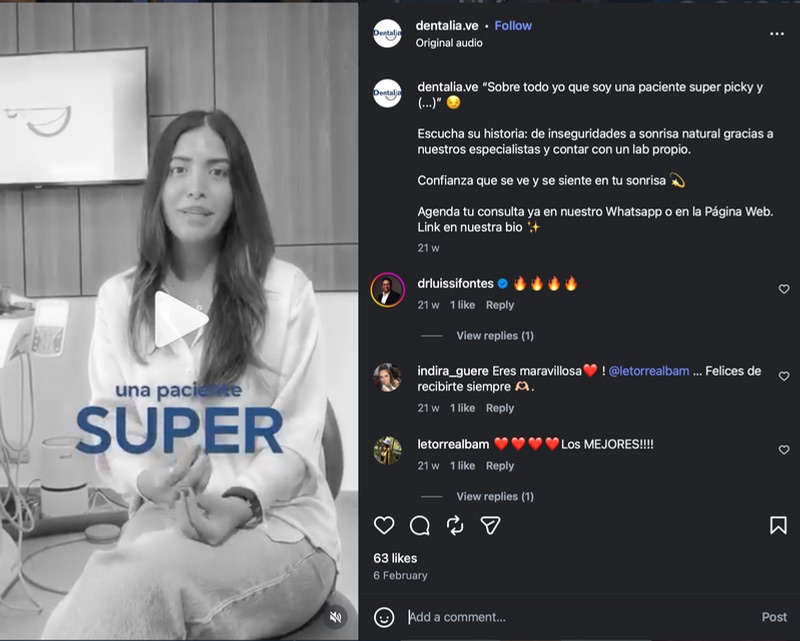 Dentalia
dentalia.ve • Follow
Original audio
Dentalia
dentalia.ve “Sobre todo yo que soy una paciente super picky y
(...)” 😏
Escucha su historia: de inseguridades a sonrisa natural gracias a
nuestros especialistas y contar con un lab propio.
Confianza que se ve y se siente en tu sonrisa 💫
Agenda tu consulta ya en nuestro Whatsapp o en la Página Web.
Link en nuestra bio ✨
21 w
drluissifontes 🔥🔥🔥🔥
21 w 1 like Reply
View replies (1)
indira_guere Eres maravillosa❤️ ! @letorrealbam ... Felices de
recibirte siempre 🫶🏽.
21 w 1 like Reply
letorrealbam ❤️❤️❤️❤️Los MEJORES!!!!
21 w 1 like Reply
View replies (1)
63 likes
6 February
Add a comment...
Post
una paciente
SUPER